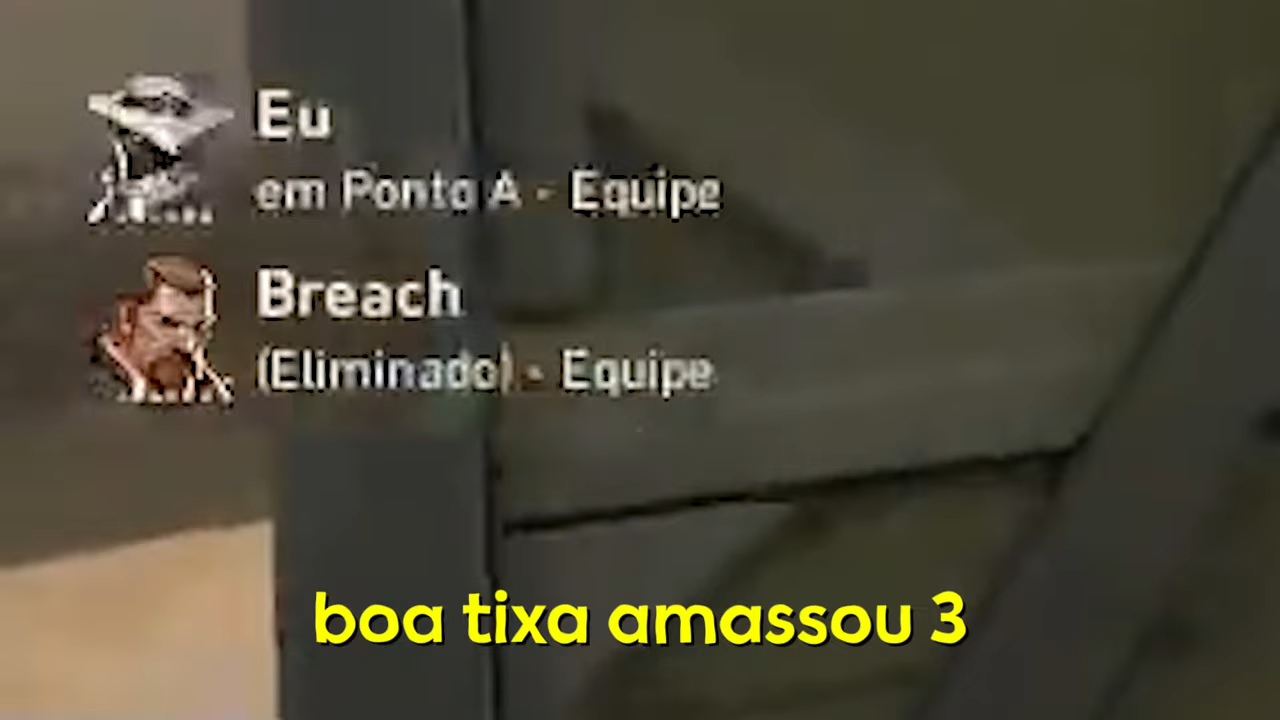 Eu
em Ponto A - Equipe
Breach
(Eliminado) - Equipe
boa tixa amassou 3